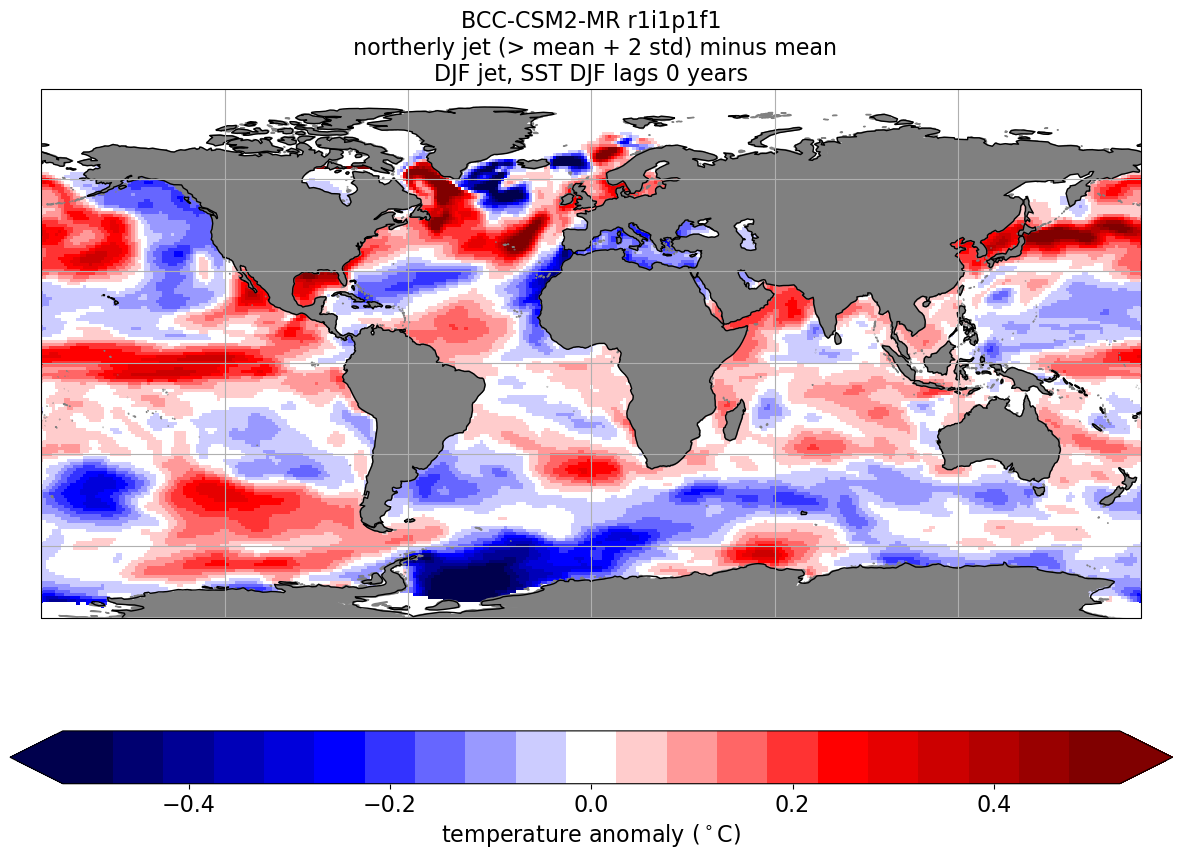 BCC-CSM2-MR r1i1p1f1
northerly jet (> mean + 2 std) minus mean
DJF jet, SST DJF lags 0 years
−0.4 −0.2 0.0 0.2 0.4
temperature anomaly (°C)